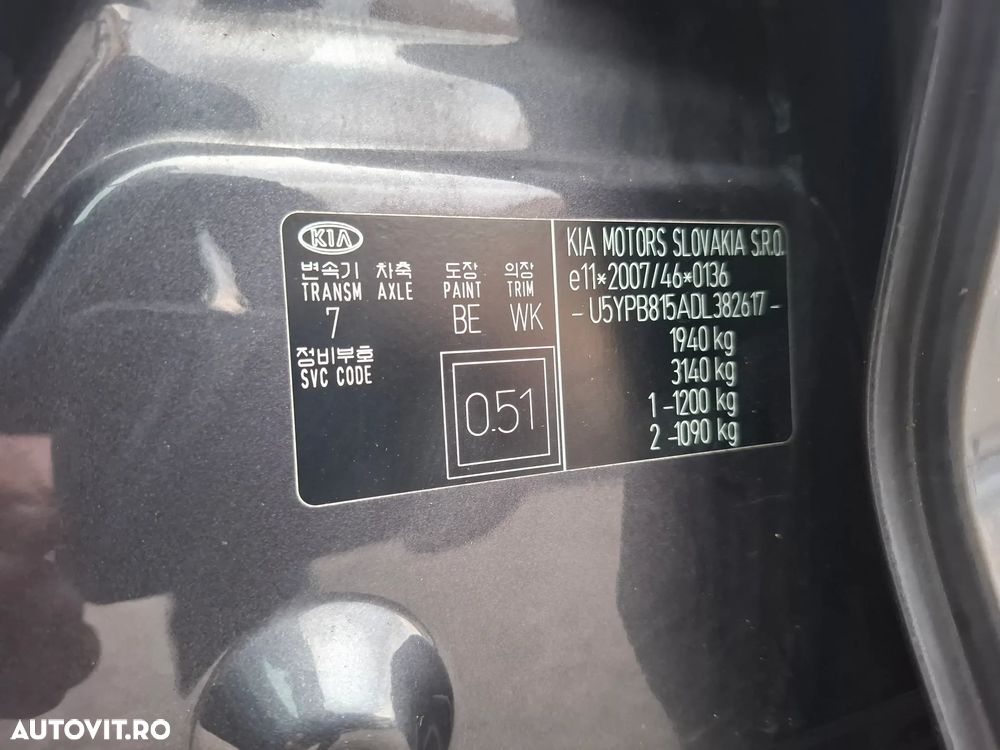 KIA
변속기 차축 도장 의장
TRANSM AXLE PAINT TRIM
7 BE WK
정비부호
SVC CODE
0.51
KIA MOTORS SLOVAKIA S.R.O.
e11*2007/46*0136
-U5YPB815ADL382617-
1940 kg
3140 kg
1 -1200 kg
2 -1090 kg
AUTOVIT.RO